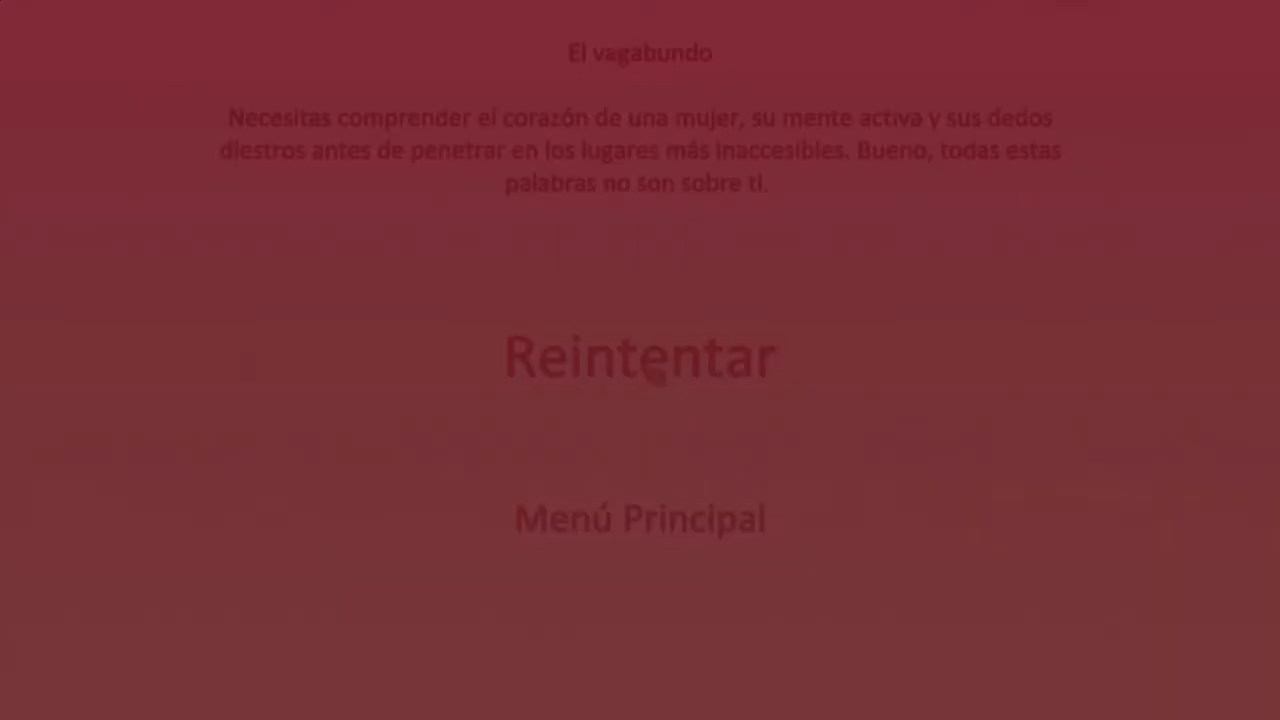 El vagabundo
Necesitas comprender el corazón de una mujer, su mente activa y sus dedos
diestros antes de penetrar en los lugares más inaccesibles. Bueno, todas estas
palabras no son sobre ti.
Reintentar
Menú Principal